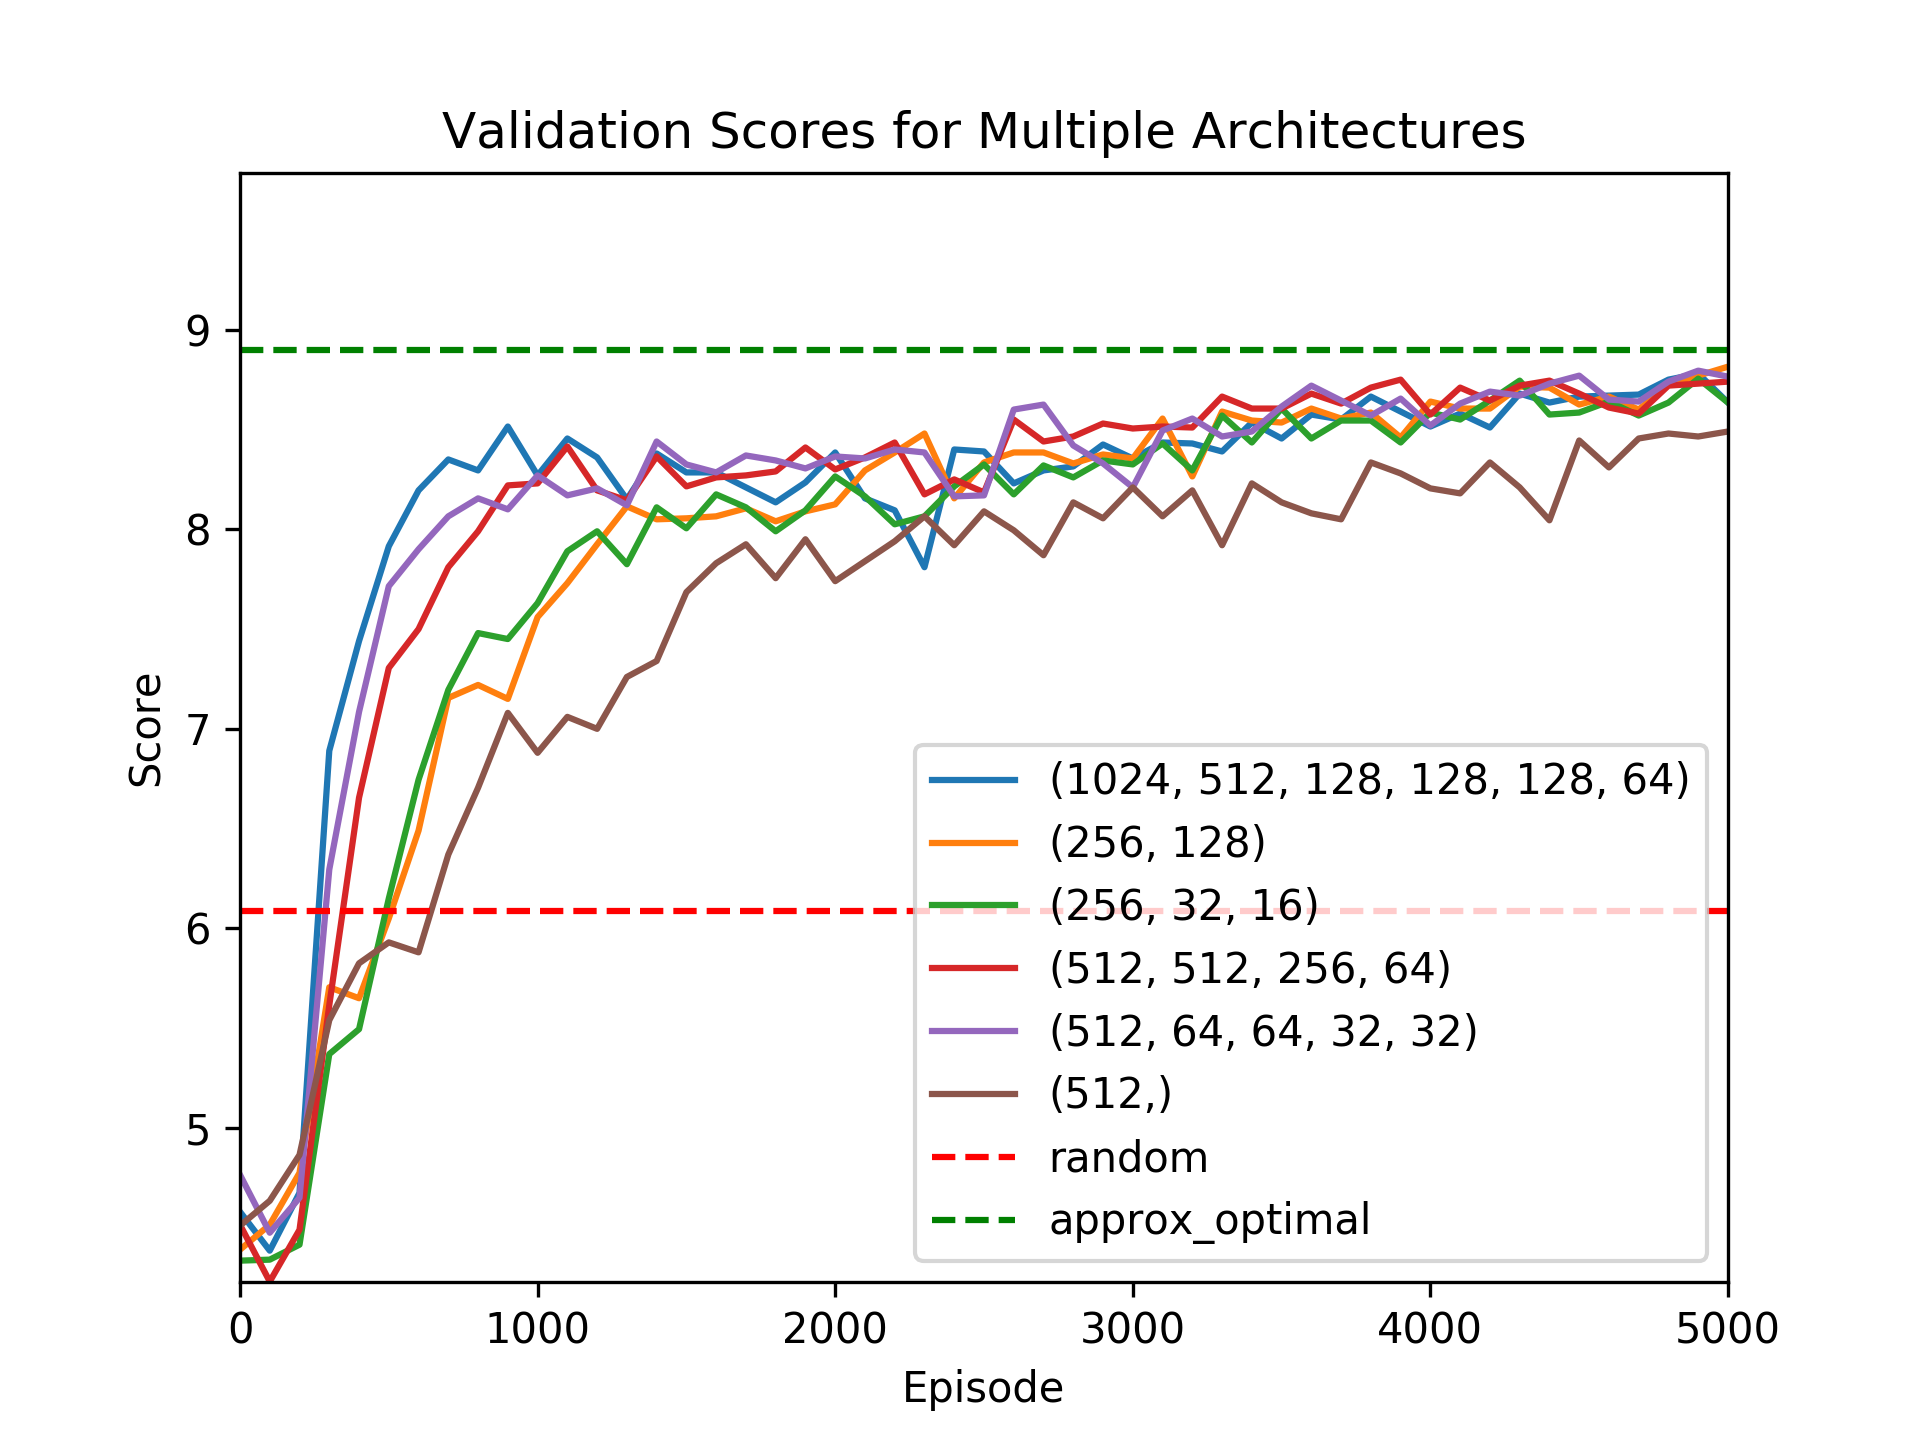 Validation Scores for Multiple Architectures
9
8
7
6
5
Score
(1024, 512, 128, 128, 128, 64)
(256, 128)
(256, 32, 16)
(512, 512, 256, 64)
(512, 64, 64, 32, 32)
(512,)
random
approx_optimal
0 1000 2000 3000 4000 5000
Episode